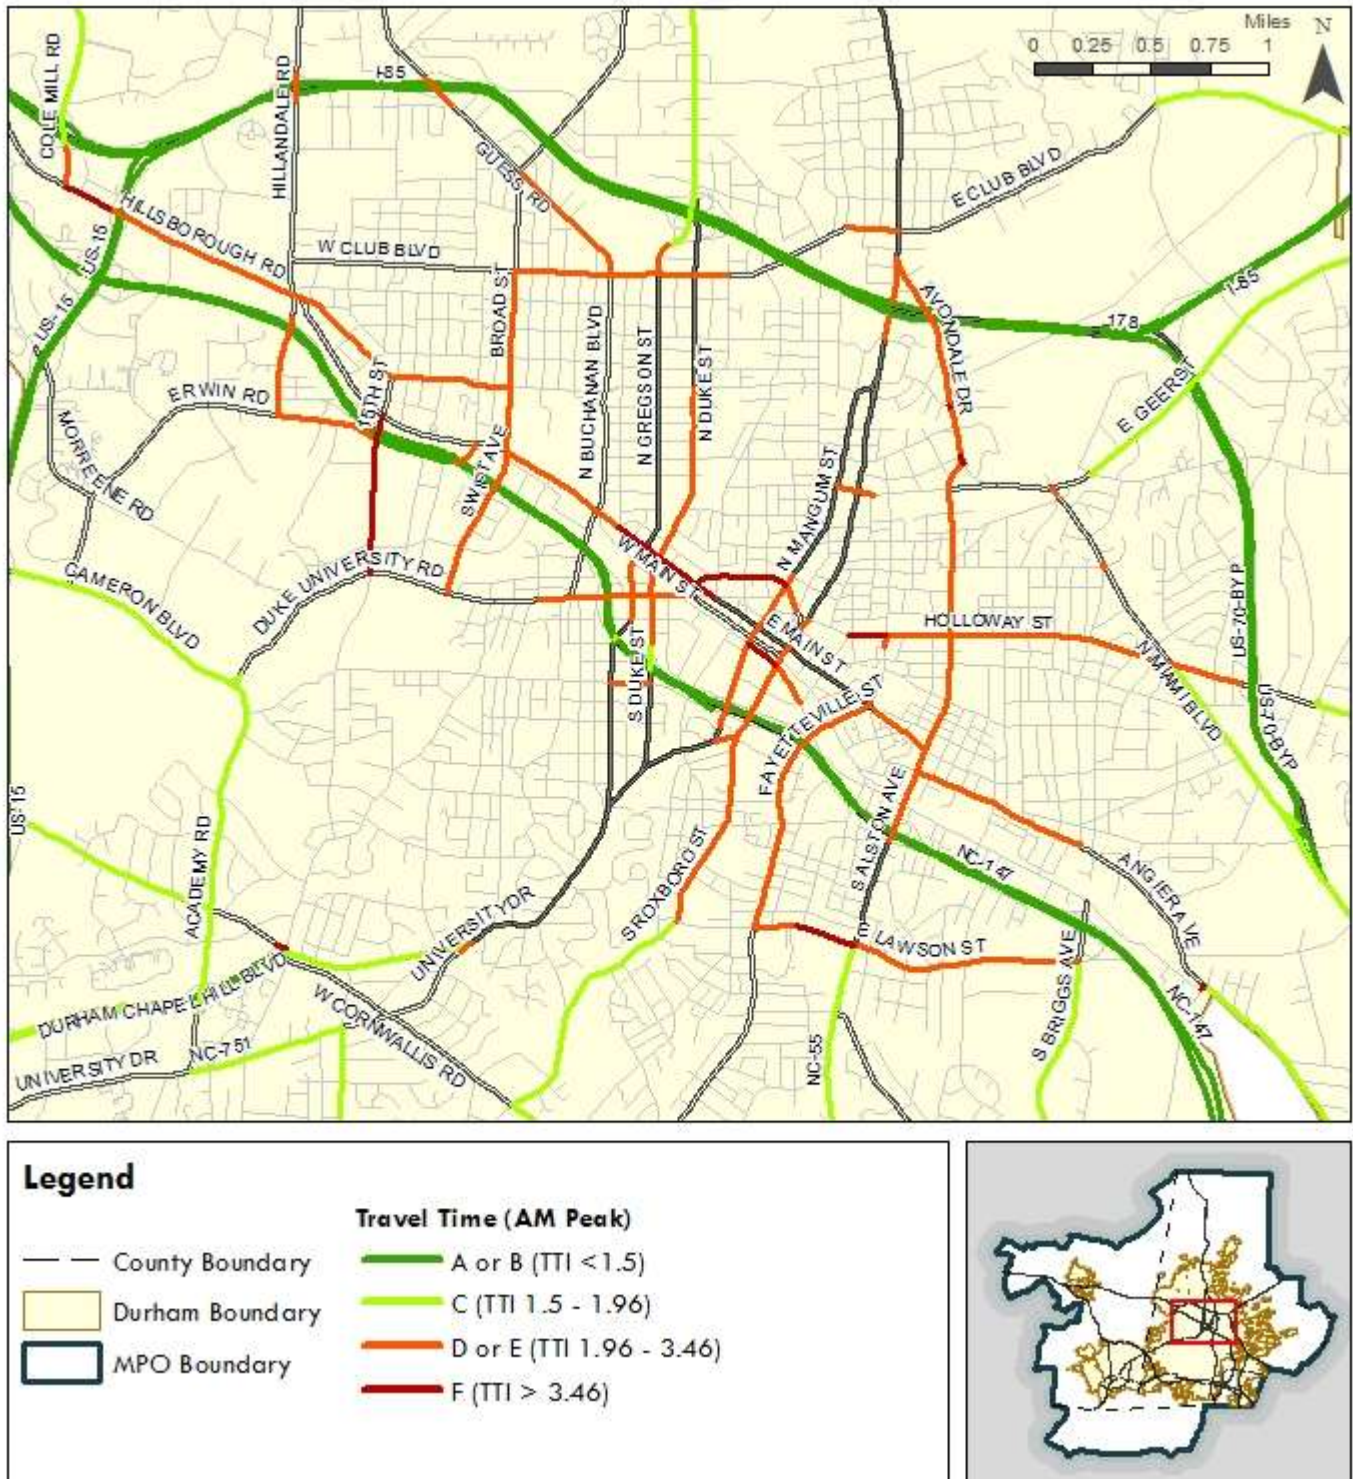 Miles
N
0 0.25 0.5 0.75 1
COLE MILL RD
HILLANDALE RD
I-85
GUESS RD
E CLUB BLVD
HILLSBOROUGH RD
US-15
W CLUB BLVD
BROAD ST
N BUCHANAN BLVD
N GREGSON ST
N DUKE ST
AVONDALE DR
178
I-85
US-15
ERWIN RD
15TH ST
E GEER ST
MORREENE RD
SWIFT AVE
N MANGUM ST
W MAIN ST
CAMERON BLVD
DUKE UNIVERSITY RD
HOLLOWAY ST
US-70-BYP
E MAIN ST
N MIAMI BLVD
S DUKE ST
FAYETTEVILLE ST
US-70-BYP
US-15
ACADEMY RD
S ROXBORO ST
S ALSTON AVE
NC-147
ANGIER AVE
UNIVERSITY DR
E LAWSON ST
S BRIGGS AVE
DURHAM CHAPEL HILL BLVD
W CORNWALLIS RD
NC-147
UNIVERSITY DR
NC-751
NC-55
Legend
Travel Time (AM Peak)
County Boundary
Durham Boundary
MPO Boundary
A or B (TTI <1.5)
C (TTI 1.5 - 1.96)
D or E (TTI 1.96 - 3.46)
F (TTI > 3.46)